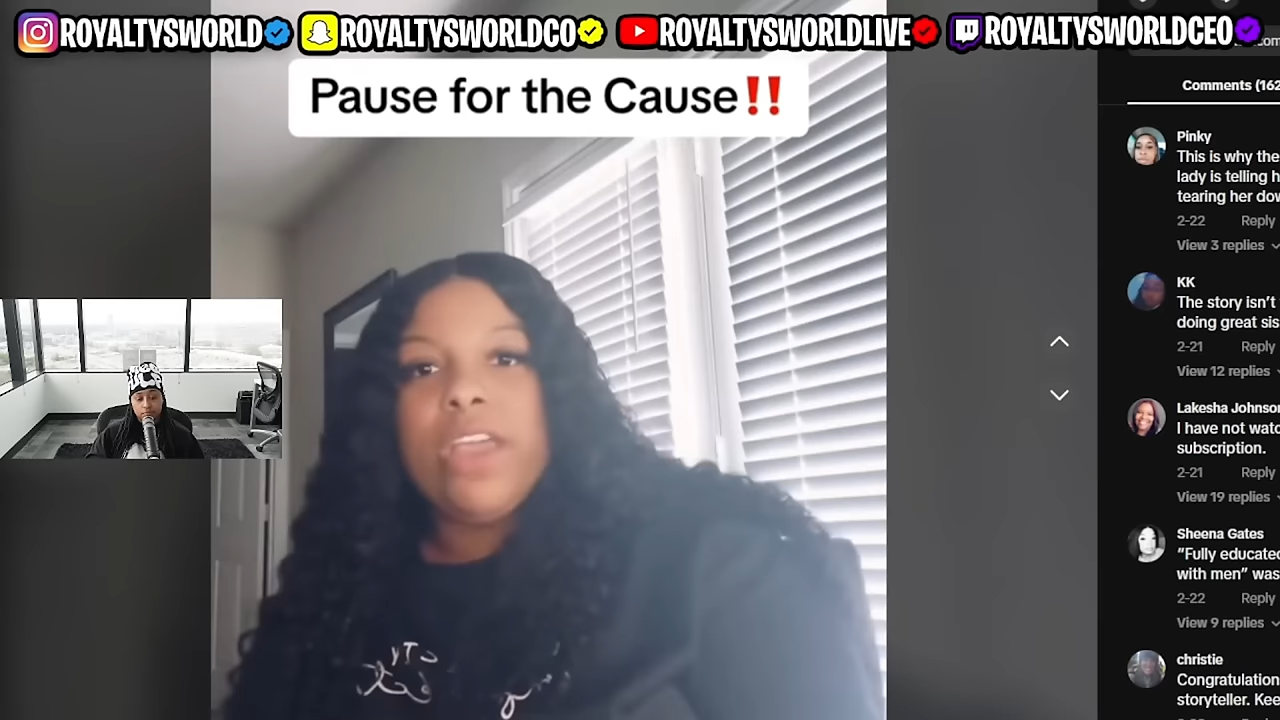 ROYALTYSWORLD ROYALTYSWORLDCO ROYALTYSWORLDLIVE ROYALTYSWORLDCEO
Pause for the Cause‼️
Comments (162
Pinky
This is why the
lady is telling h
tearing her dow
2-22 Reply
View 3 replies
KK
The story isn't
doing great sis
2-21 Reply
View 12 replies
Lakesha Johnson
I have not watc
subscription.
2-21 Reply
View 19 replies
Sheena Gates
“Fully educated
with men” was
2-22 Reply
View 9 replies
christie
Congratulation
storyteller. Kee